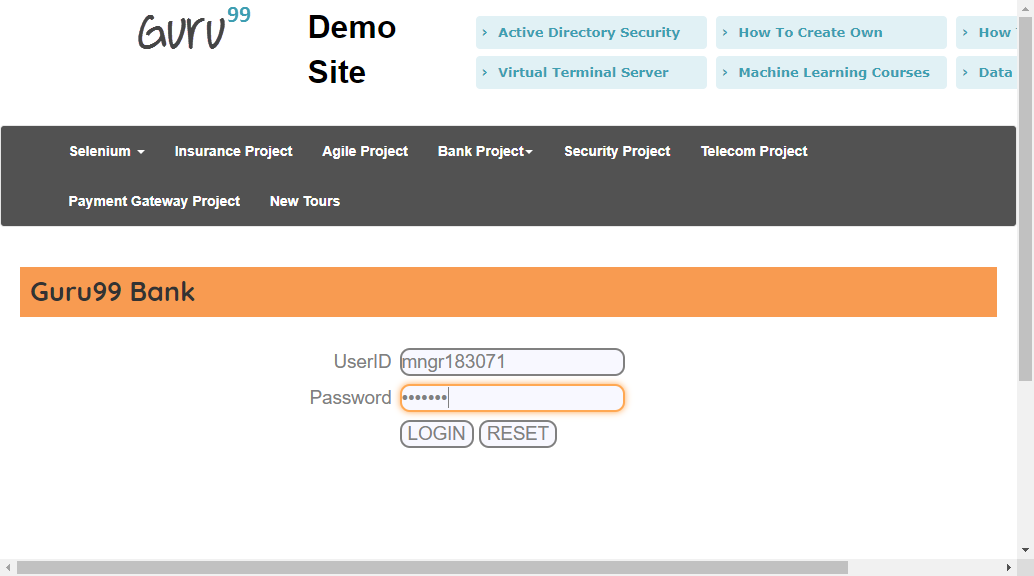 Guru99
Demo
Site
› Active Directory Security
› How To Create Own
› How
› Virtual Terminal Server
› Machine Learning Courses
› Data
Selenium
Insurance Project
Agile Project
Bank Project
Security Project
Telecom Project
Payment Gateway Project
New Tours
Guru99 Bank
UserID mngr183071
Password •••••••
LOGIN RESET